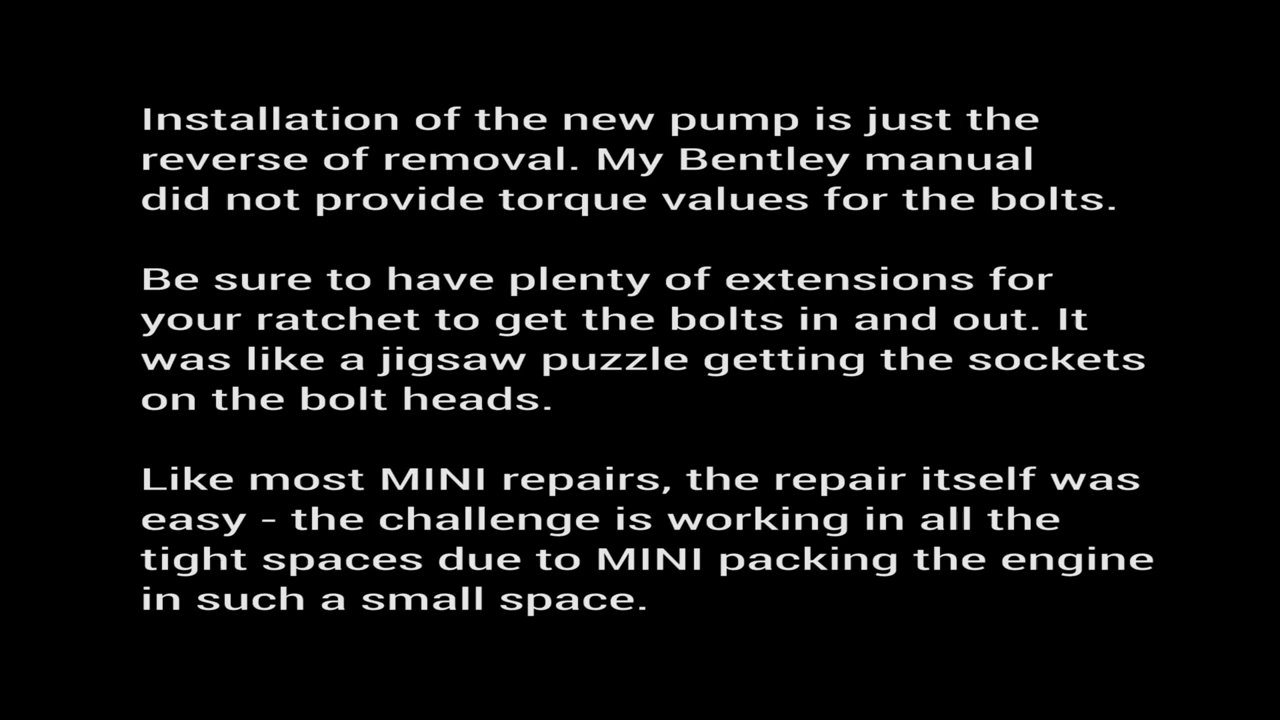 Installation of the new pump is just the
reverse of removal. My Bentley manual
did not provide torque values for the bolts.
Be sure to have plenty of extensions for
your ratchet to get the bolts in and out. It
was like a jigsaw puzzle getting the sockets
on the bolt heads.
Like most MINI repairs, the repair itself was
easy - the challenge is working in all the
tight spaces due to MINI packing the engine
in such a small space.